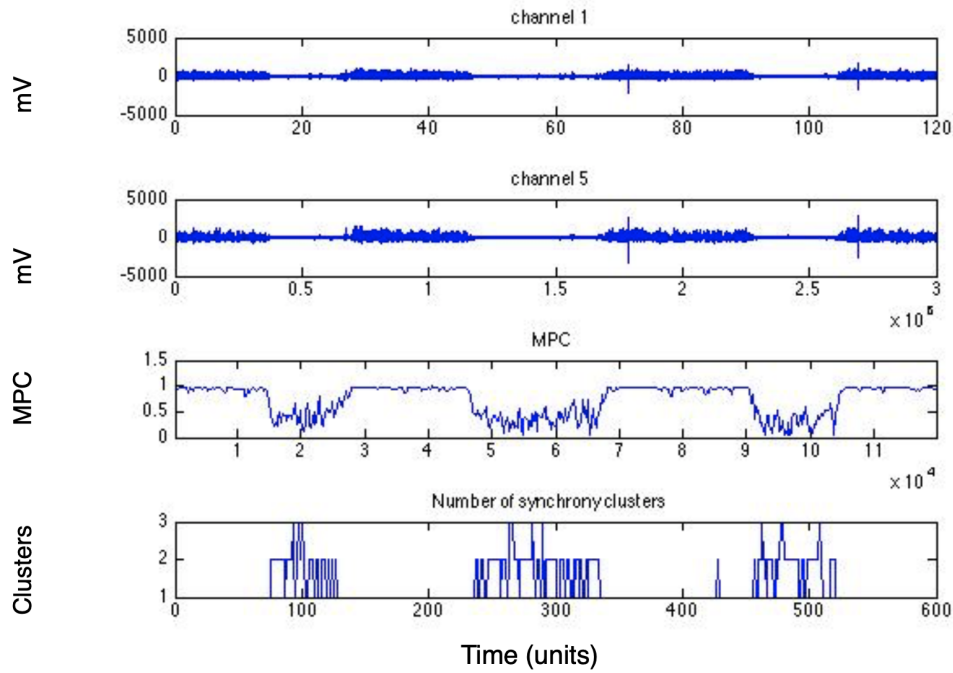 channel 1
mV
5000
0
-5000
0 20 40 60 80 100 120
channel 5
mV
5000
0
-5000
0 0.5 1 1.5 2 2.5 3
x 10
MPC
MPC
1.5
1
0.5
0
1 2 3 4 5 6 7 8 9 10 11
x 10⁴
Number of synchrony clusters
Clusters
3
2
1
0 100 200 300 400 500 600
Time (units)